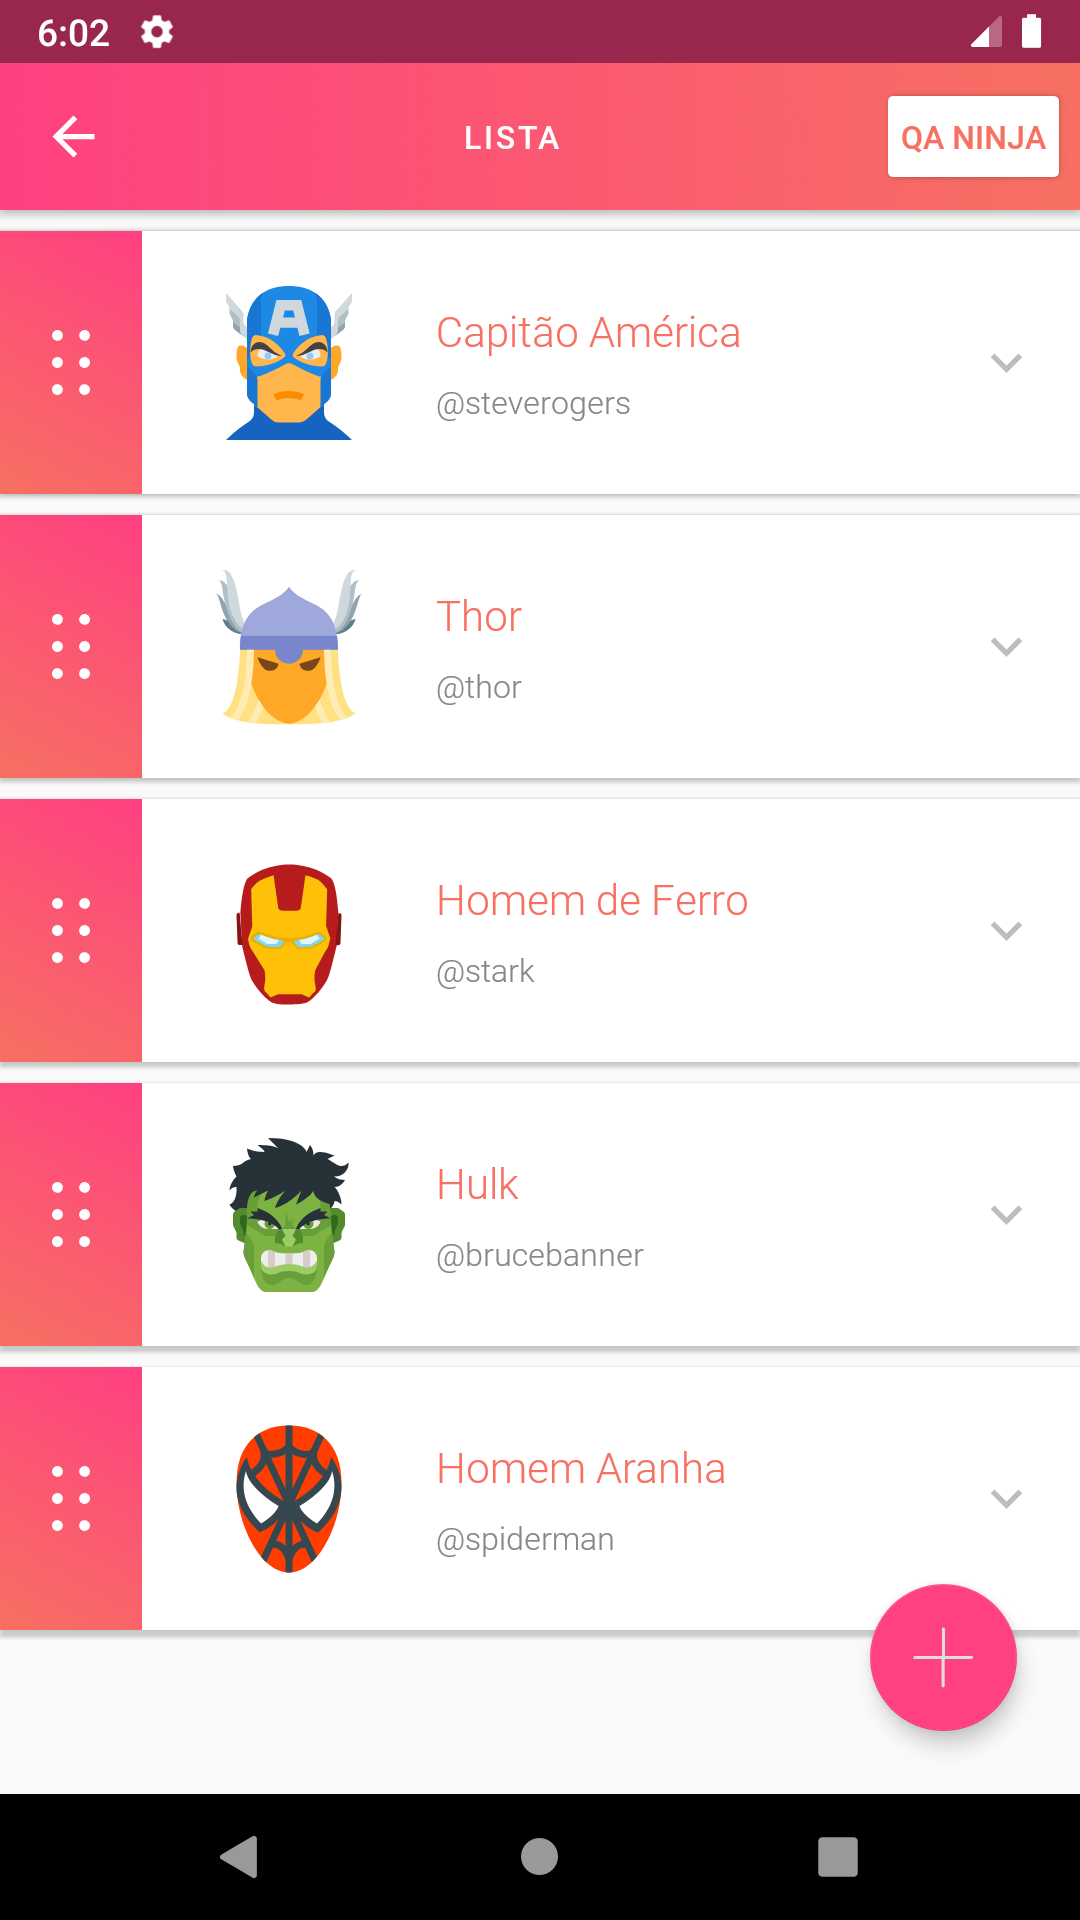 6:02
LISTA
QA NINJA
Capitão América
@steverogers
Thor
@thor
Homem de Ferro
@stark
Hulk
@brucebanner
Homem Aranha
@spiderman